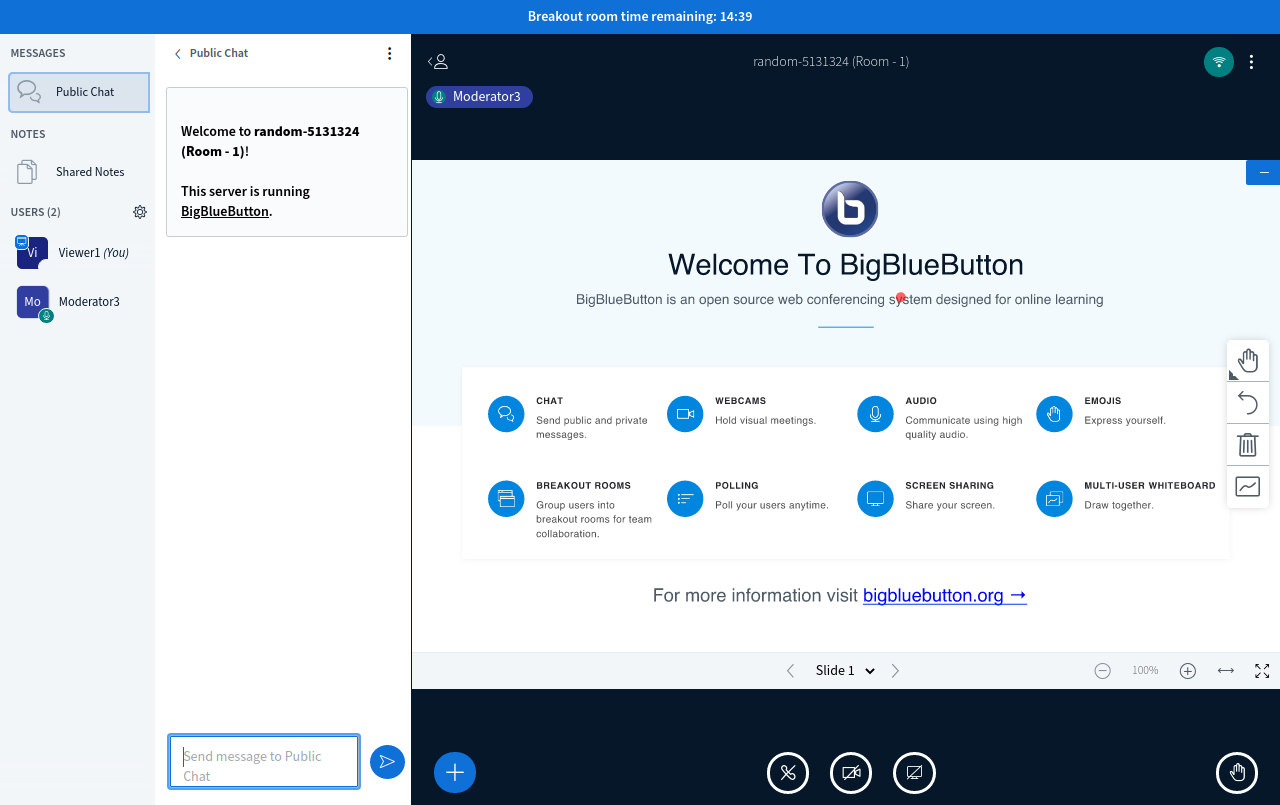 Breakout room time remaining: 14:39
MESSAGES
Public Chat
NOTES
Shared Notes
USERS (2)
Vi
Viewer1 (You)
Mo
Moderator3
Public Chat
Welcome to random-5131324
(Room - 1)!
This server is running
BigBlueButton.
Send message to Public
Chat
random-5131324 (Room - 1)
Moderator3
b
Welcome To BigBlueButton
BigBlueButton is an open source web conferencing system designed for online learning
CHAT
Send public and private
messages.
WEBCAMS
Hold visual meetings.
AUDIO
Communicate using high
quality audio.
EMOJIS
Express yourself.
BREAKOUT ROOMS
Group users into
breakout rooms for team
collaboration.
POLLING
Poll your users anytime.
SCREEN SHARING
Share your screen.
MULTI-USER WHITEBOARD
Draw together.
For more information visit bigbluebutton.org →
Slide 1
100%